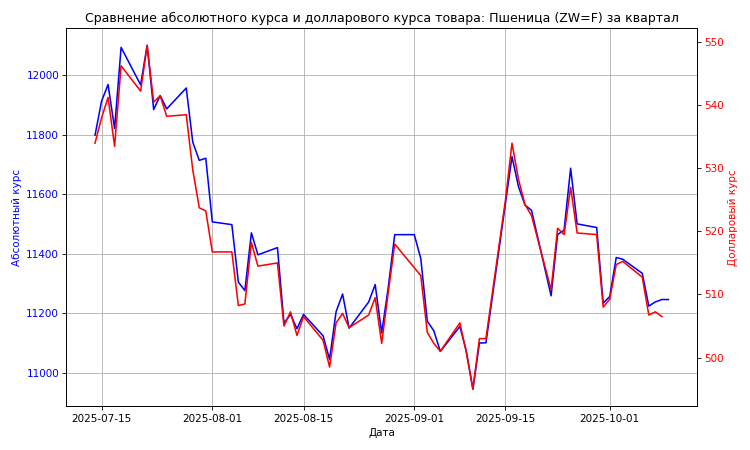 Сравнение абсолютного курса и долларового курса товара: Пшеница (ZW=F) за квартал
550
12000
540
11800
530
11600
520
11400
510
11200
500
11000
Абсолютный курс
Долларовый курс
2025-07-15 2025-08-01 2025-08-15 2025-09-01 2025-09-15 2025-10-01
Дата